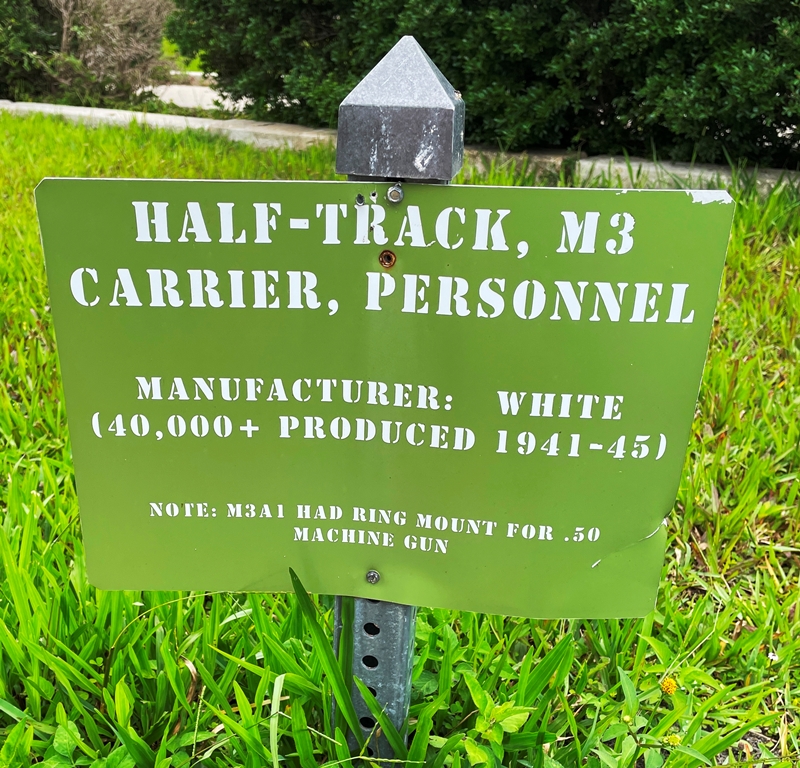 HALF-TRACK, M3
CARRIER, PERSONNEL
MANUFACTURER: WHITE
(40,000+ PRODUCED 1941-45)
NOTE: M3A1 HAD RING MOUNT FOR .50
MACHINE GUN